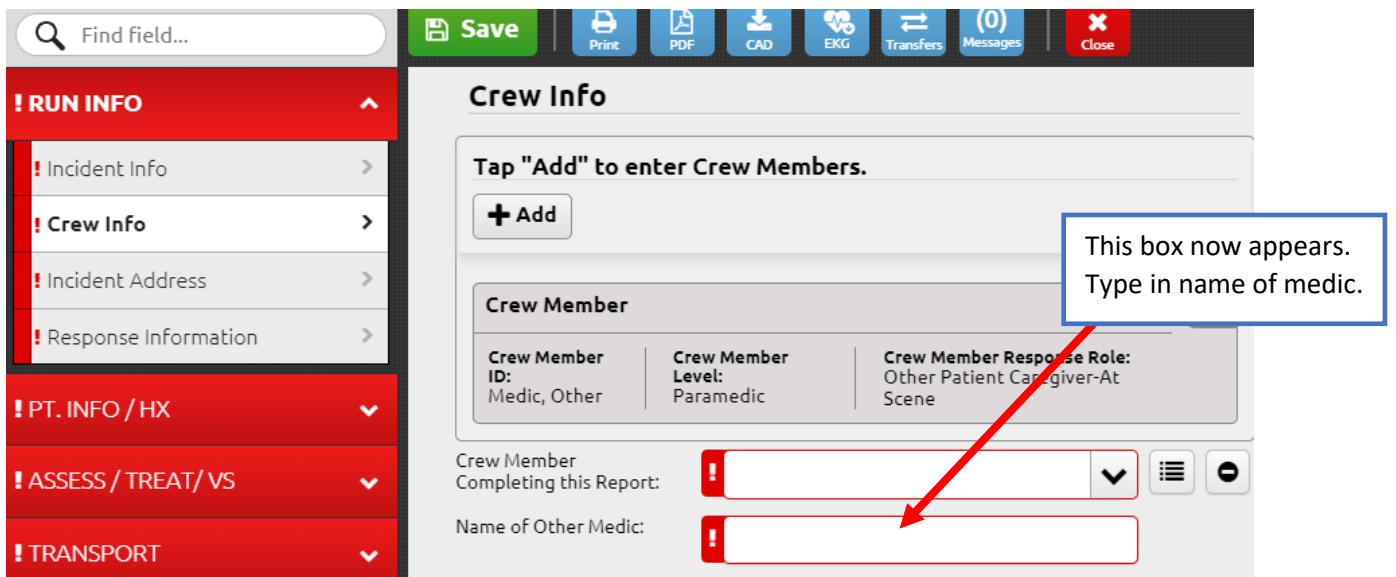 Find field...
Save
Print
PDF
CAD
EKG
Transfers
(0)
Messages
Close
! RUN INFO
! Incident Info
! Crew Info
! Incident Address
! Response Information
! PT. INFO / HX
! ASSESS / TREAT/ VS
! TRANSPORT
Crew Info
Tap "Add" to enter Crew Members.
+ Add
This box now appears.
Type in name of medic.
Crew Member
Crew Member
ID:
Medic, Other
Crew Member
Level:
Paramedic
Crew Member Response Role:
Other Patient Caregiver-At
Scene
Crew Member
Completing this Report:
!
Name of Other Medic:
!